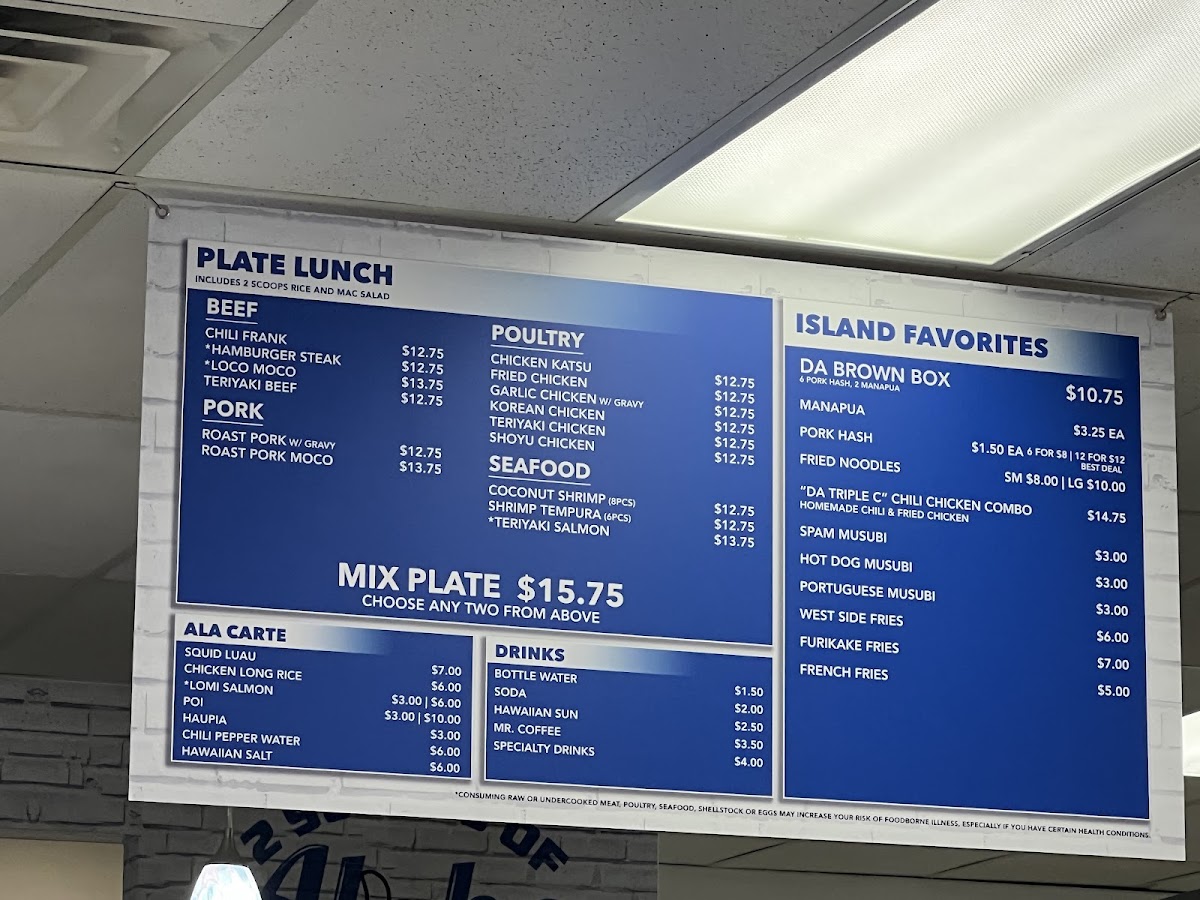 PLATE LUNCH
INCLUDES 2 SCOOPS RICE AND MAC SALAD
BEEF
CHILI FRANK $12.75
*HAMBURGER STEAK $12.75
*LOCO MOCO $13.75
TERIYAKI BEEF $12.75
PORK
ROAST PORK W/ GRAVY $12.75
ROAST PORK MOCO $13.75
POULTRY
CHICKEN KATSU $12.75
FRIED CHICKEN $12.75
GARLIC CHICKEN W/ GRAVY $12.75
KOREAN CHICKEN $12.75
TERIYAKI CHICKEN $12.75
SHOYU CHICKEN $12.75
SEAFOOD
COCONUT SHRIMP (8PCS) $12.75
SHRIMP TEMPURA (6PCS) $12.75
*TERIYAKI SALMON $13.75
MIX PLATE $15.75
CHOOSE ANY TWO FROM ABOVE
ALA CARTE
SQUID LUAU $7.00
CHICKEN LONG RICE $6.00
*LOMI SALMON $3.00 | $6.00
POI $3.00 | $10.00
HAUPIA $3.00
CHILI PEPPER WATER $6.00
HAWAIIAN SALT $6.00
DRINKS
BOTTLE WATER $1.50
SODA $2.00
HAWAIIAN SUN $2.50
MR. COFFEE $3.50
SPECIALTY DRINKS $4.00
ISLAND FAVORITES
DA BROWN BOX $10.75
6 PORK HASH, 2 MANAPUA
MANAPUA $3.25 EA
PORK HASH $1.50 EA 6 FOR $8 | 12 FOR $12
BEST DEAL
FRIED NOODLES SM $8.00 | LG $10.00
"DA TRIPLE C" CHILI CHICKEN COMBO $14.75
HOMEMADE CHILI & FRIED CHICKEN
SPAM MUSUBI $3.00
HOT DOG MUSUBI $3.00
PORTUGUESE MUSUBI $3.00
WEST SIDE FRIES $6.00
FURIKAKE FRIES $7.00
FRENCH FRIES $5.00
*CONSUMING RAW OR UNDERCOOKED MEAT, POULTRY, SEAFOOD, SHELLSTOCK OR EGGS MAY INCREASE YOUR RISK OF FOODBORNE ILLNESS, ESPECIALLY IF YOU HAVE CERTAIN HEALTH CONDITIONS.
OF